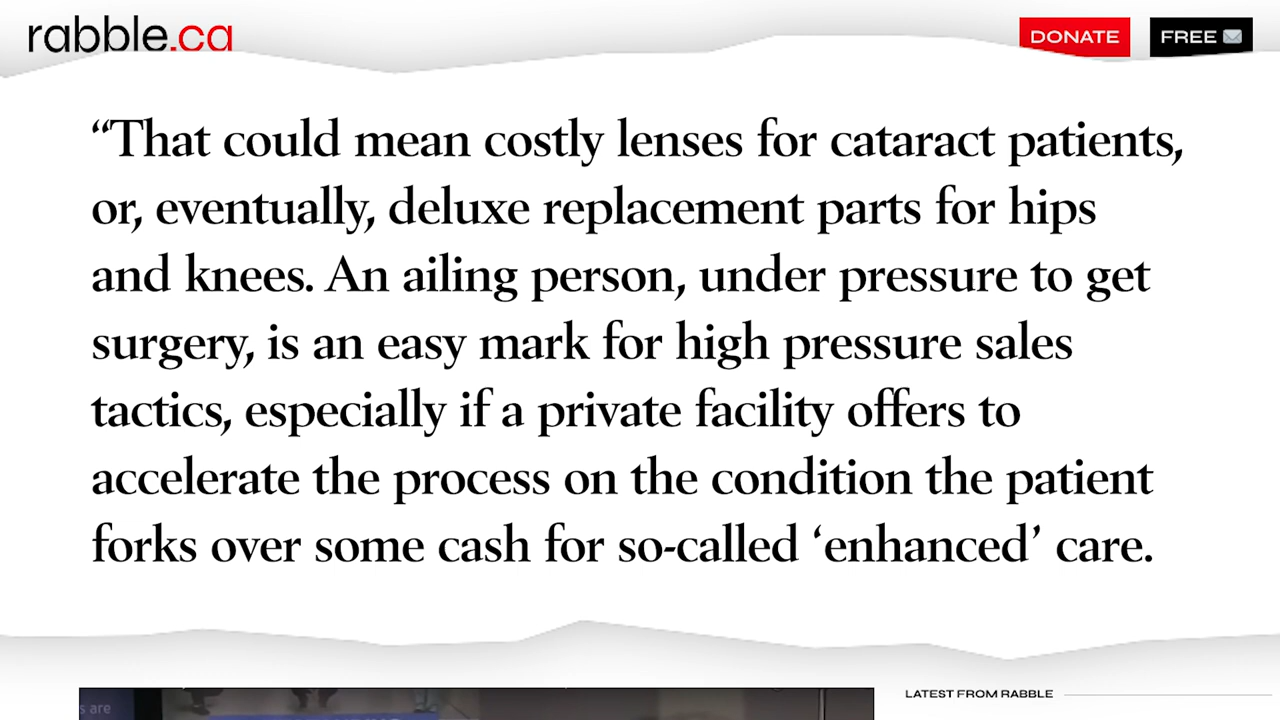 rabble.ca
DONATE
FREE
“That could mean costly lenses for cataract patients,
or, eventually, deluxe replacement parts for hips
and knees. An ailing person, under pressure to get
surgery, is an easy mark for high pressure sales
tactics, especially if a private facility offers to
accelerate the process on the condition the patient
forks over some cash for so-called ‘enhanced’ care.
s are
LATEST FROM RABBLE